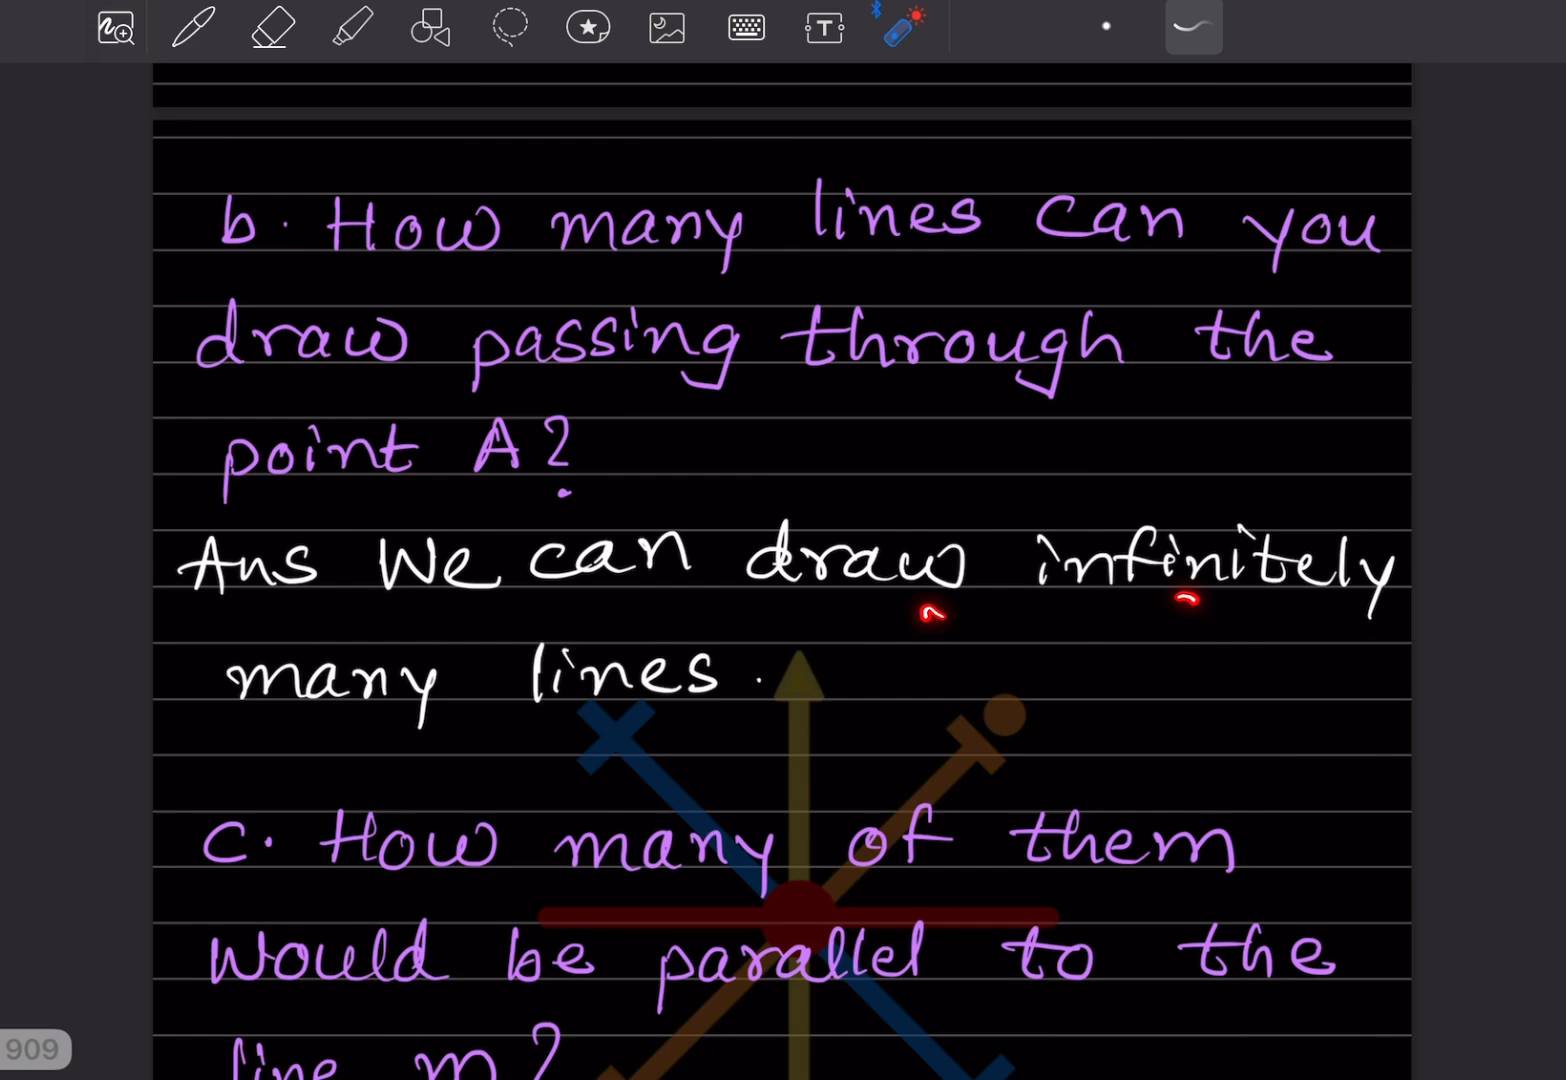 b. How many lines can you
draw passing through the
point A?
Ans We can draw infinitely
many lines.
c. How many of them
would be parallel to the
line m?
909